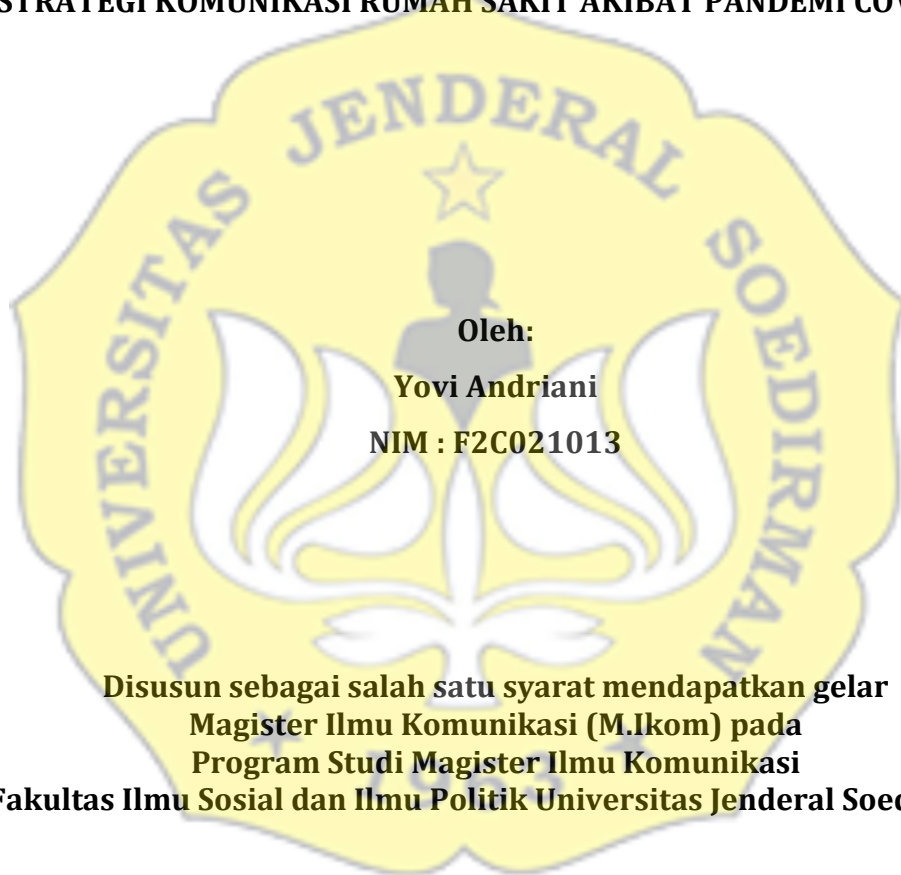 STRATEGI KOMUNIKASI RUMAH SAKIT AKIBAT PANDEMI
UNIVERSITAS JENDERAL SOEDIRMAN
Oleh:
Yovi Andriani
NIM : F2C021013
Disusun sebagai salah satu syarat mendapatkan gelar
Magister Ilmu Komunikasi (M.Ikom) pada
Program Studi Magister Ilmu Komunikasi
1963
Fakultas Ilmu Sosial dan Ilmu Politik Universitas Jenderal